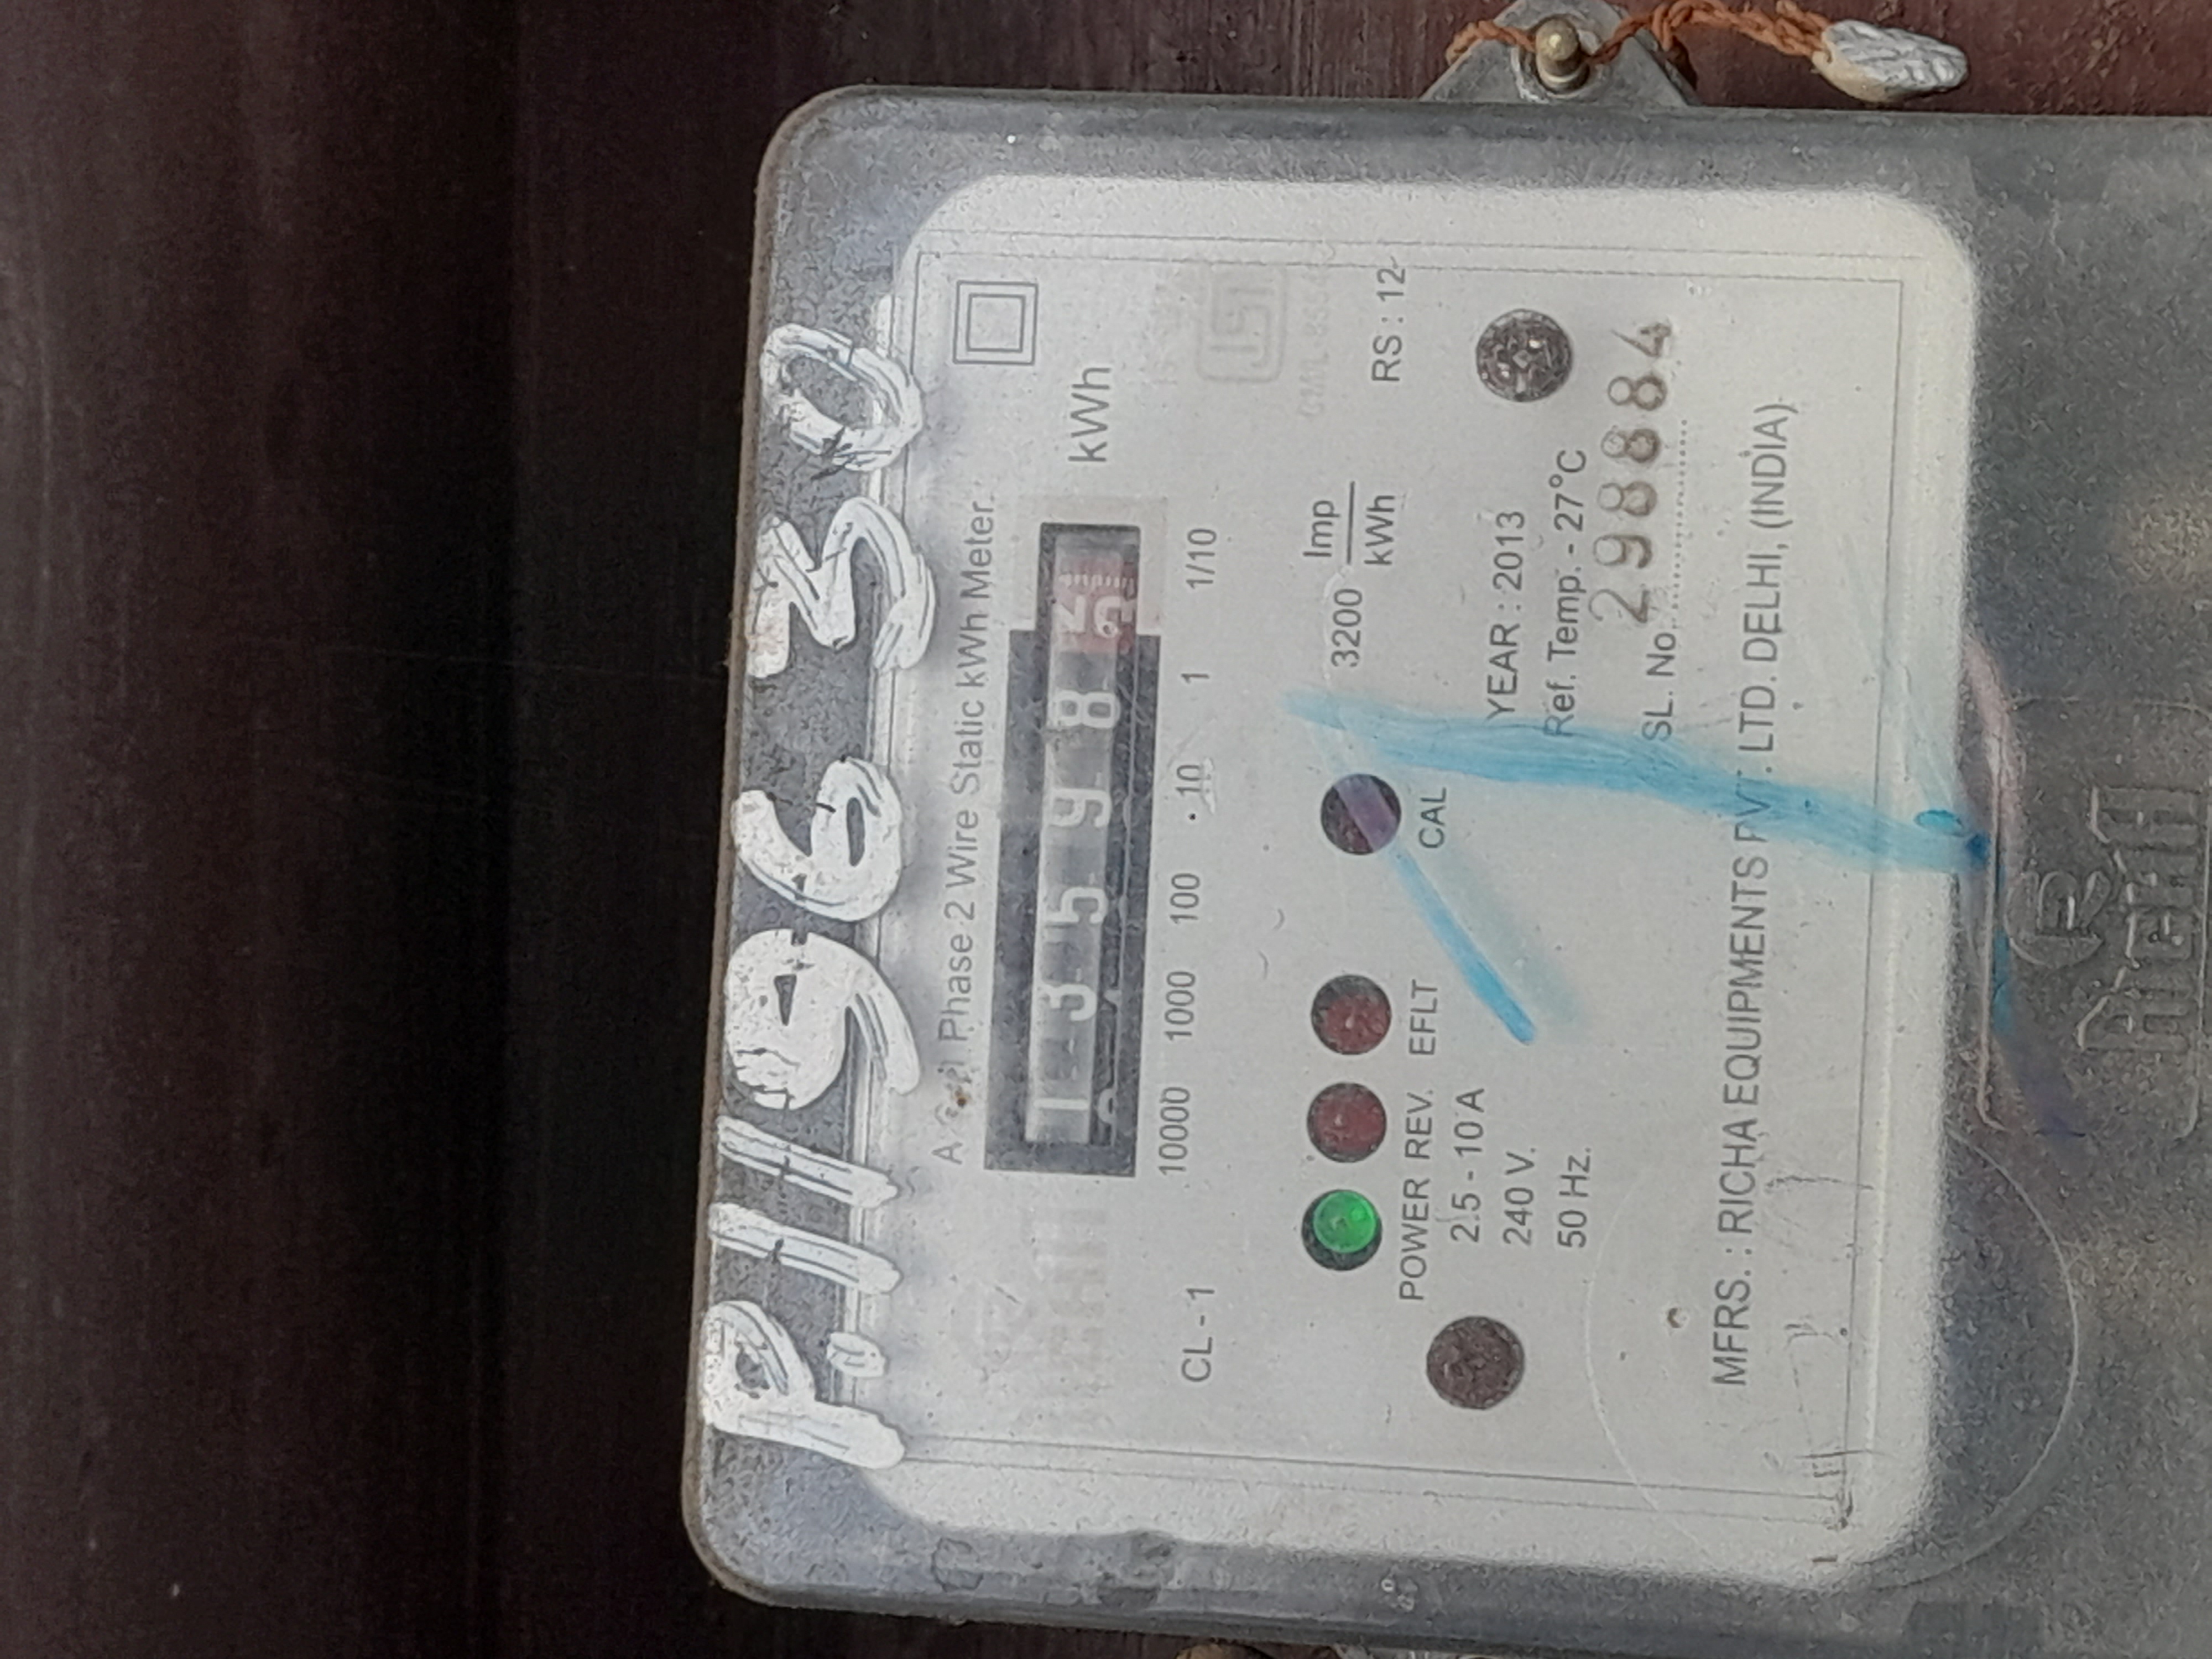 P.119630
A.C. 1 Phase 2 Wire Static kWh Meter.
13598 kWh
10000 1000 100 10 1 1/10
CL - 1
3200 Imp/kWh
RS : 12
POWER REV. EFLT CAL
2.5 - 10 A
240 V.
50 Hz.
YEAR : 2013
Ref. Temp. - 27°C
SL. No. 298884
MFRS. : RICHA EQUIPMENTS PVT. LTD. DELHI, (INDIA)